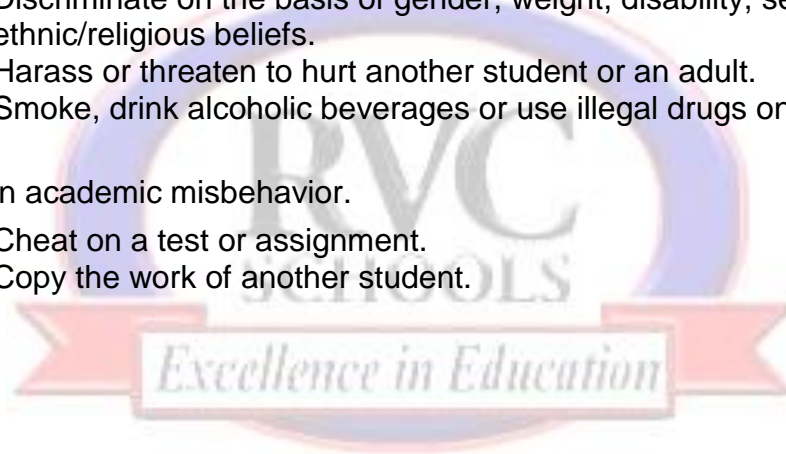 Discriminate on the basis of gender, weight, disability, se
ethnic/religious beliefs.
Harass or threaten to hurt another student or an adult.
Smoke, drink alcoholic beverages or use illegal drugs on
in academic misbehavior.
Cheat on a test or assignment.
Copy the work of another student.
RVC
SCHOOLS
Excellence in Education